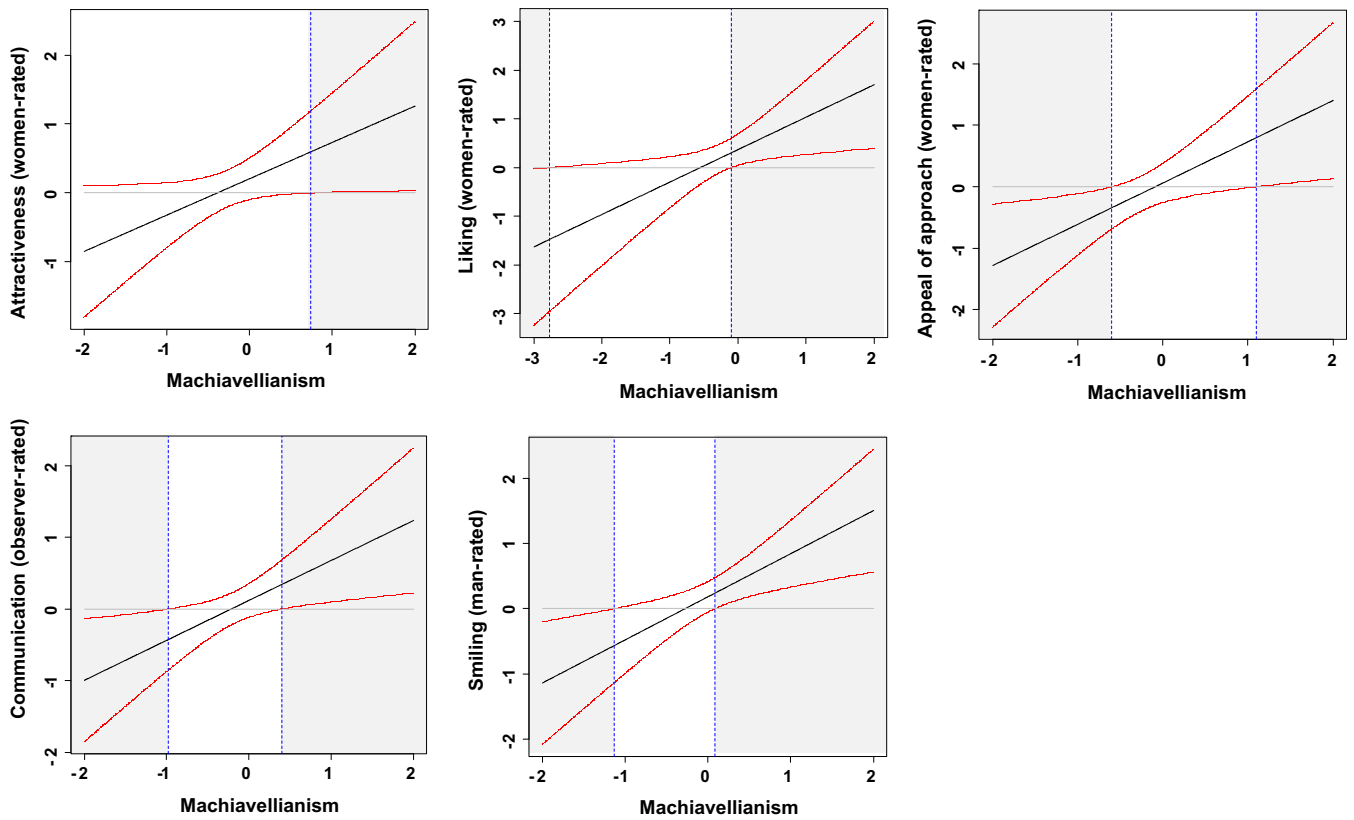 Attractiveness (women-rated)
2
1
0
-1
-2 -1 0 1 2
Machiavellianism
Liking (women-rated)
3
2
1
0
-1
-2
-3
-3 -2 -1 0 1 2
Machiavellianism
Appeal of approach (women-rated)
2
1
0
-1
-2
-2 -1 0 1 2
Machiavellianism
Communication (observer-rated)
2
1
0
-1
-2
-2 -1 0 1 2
Machiavellianism
Smiling (man-rated)
2
1
0
-1
-2
-2 -1 0 1 2
Machiavellianism